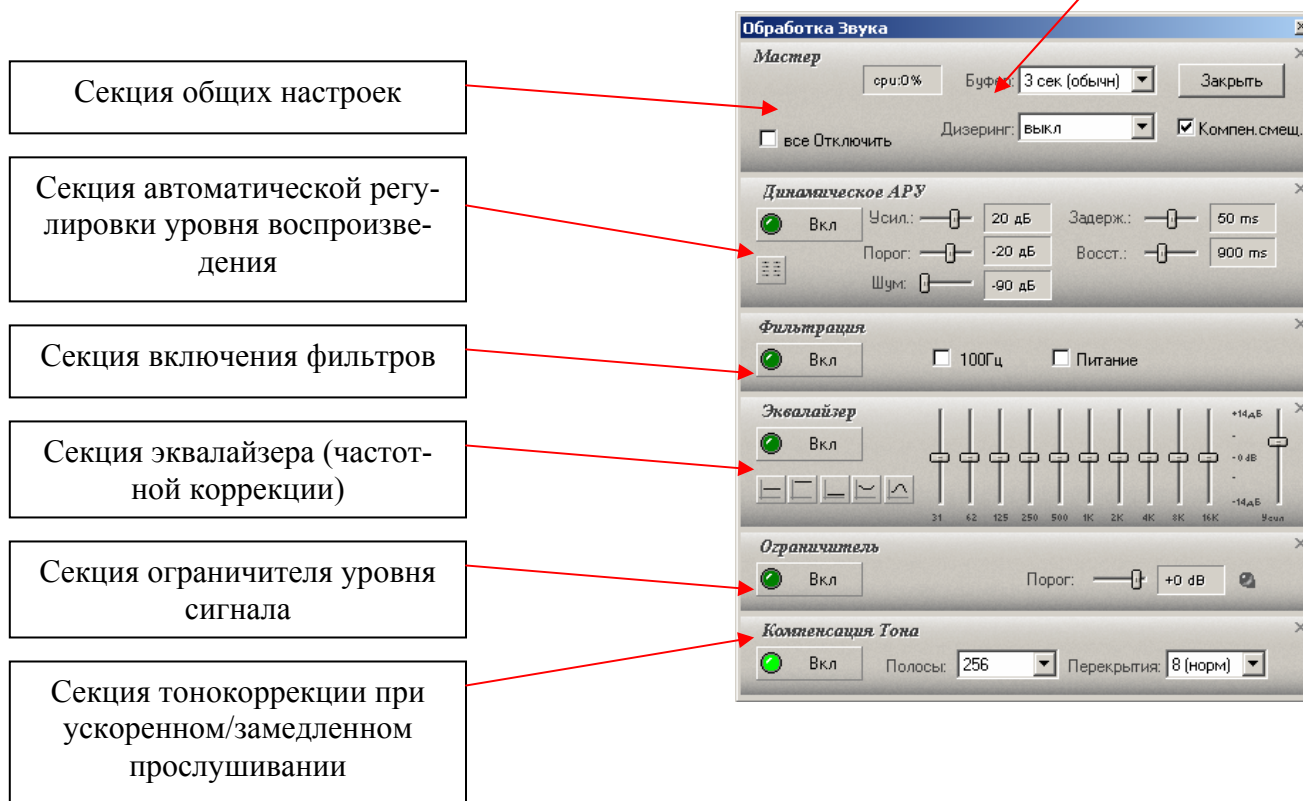 Секция общих настроек
Секция автоматической регу-
лировки уровня воспроизве-
дения
Секция включения фильтров
Секция эквалайзера (частот-
ной коррекции)
Секция ограничителя уровня
сигнала
Секция тонокоррекции при
ускоренном/замедленном
прослушивании
Обработка Звука
Мастер
cpu:0% Буфер: 3 сек (обычн) Закрыть
все Отключить Дизеринг: выкл Компен.смещ.
Динамическое АРУ
Вкл Усил.: 20 дБ Задерж.: 50 ms
Порог: -20 дБ Восст.: 900 ms
Шум: -90 дБ
Фильтрация
Вкл 100Гц Питание
Эквалайзер
Вкл
+14дБ
-
- 0 dB
-
-14дБ
31 62 125 250 500 1K 2K 4K 8K 16K Усил
Ограничитель
Вкл Порог: +0 dB
Компенсация Тона
Вкл Полосы: 256 Перекрытия: 8 (норм)